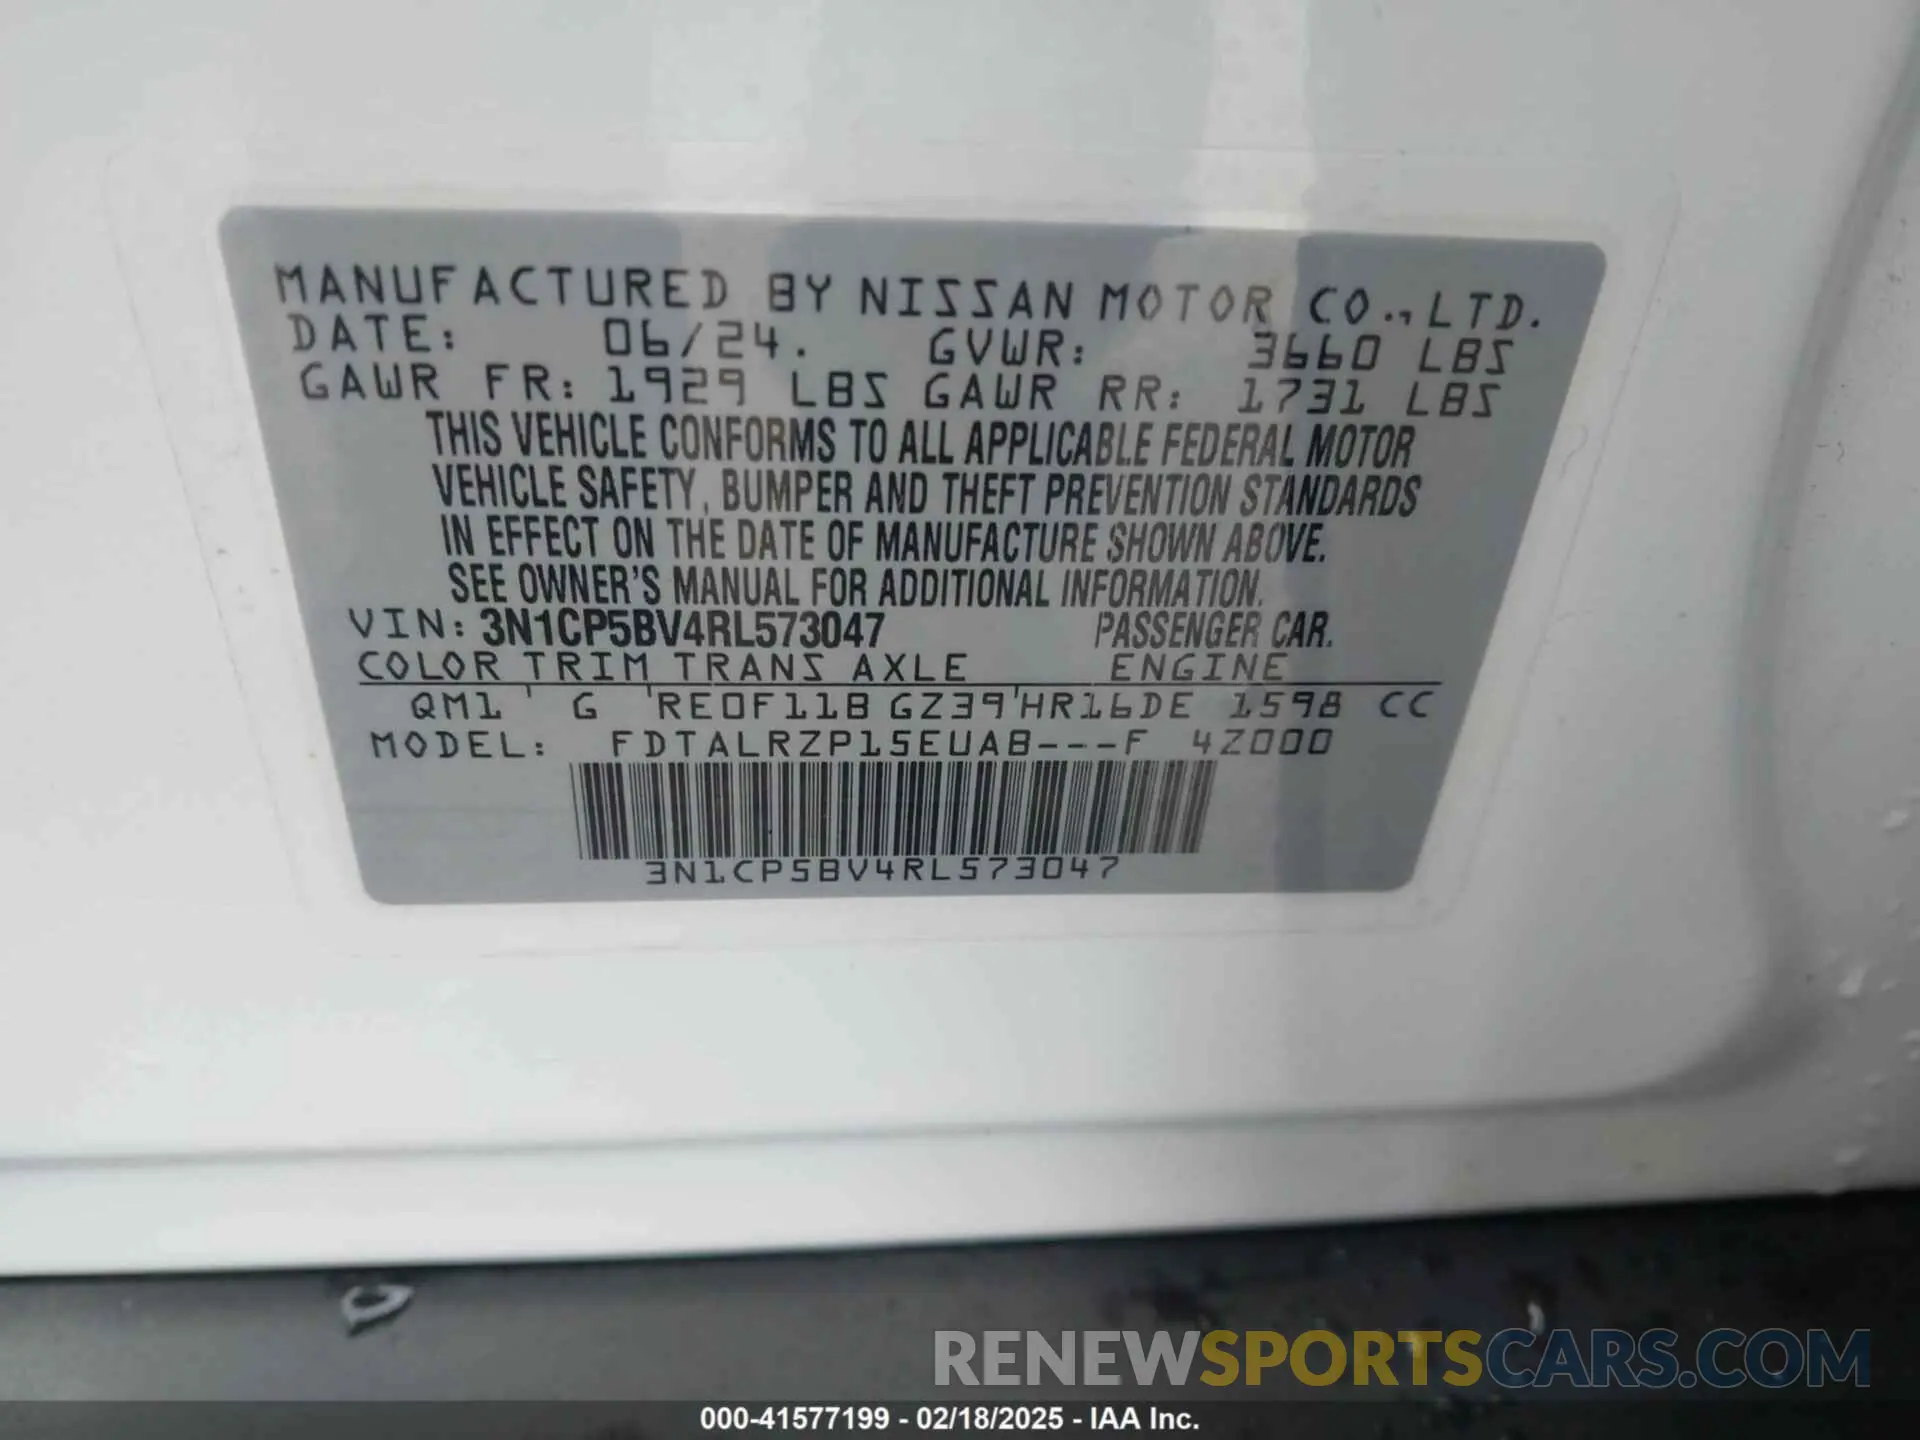 MANUFACTURED BY NISSAN MOTOR CO., LTD.
DATE: 06/24. GVWR: 3660 LBS
GAWR FR: 1929 LBS GAWR RR: 1731 LBS
THIS VEHICLE CONFORMS TO ALL APPLICABLE FEDERAL MOTOR
VEHICLE SAFETY, BUMPER AND THEFT PREVENTION STANDARDS
IN EFFECT ON THE DATE OF MANUFACTURE SHOWN ABOVE.
SEE OWNER'S MANUAL FOR ADDITIONAL INFORMATION.
VIN: 3N1CP5BV4RL573047 PASSENGER CAR.
COLOR TRIM TRANS AXLE ENGINE
QM1 ' G 'RE0F11B GZ39'HR16DE 1598 CC
MODEL: FDTALRZP15EUAB---F 4Z000
3N1CP5BV4RL573047
RENEWSPORTSCARS.COM
000-41577199 - 02/18/2025 - IAA Inc.